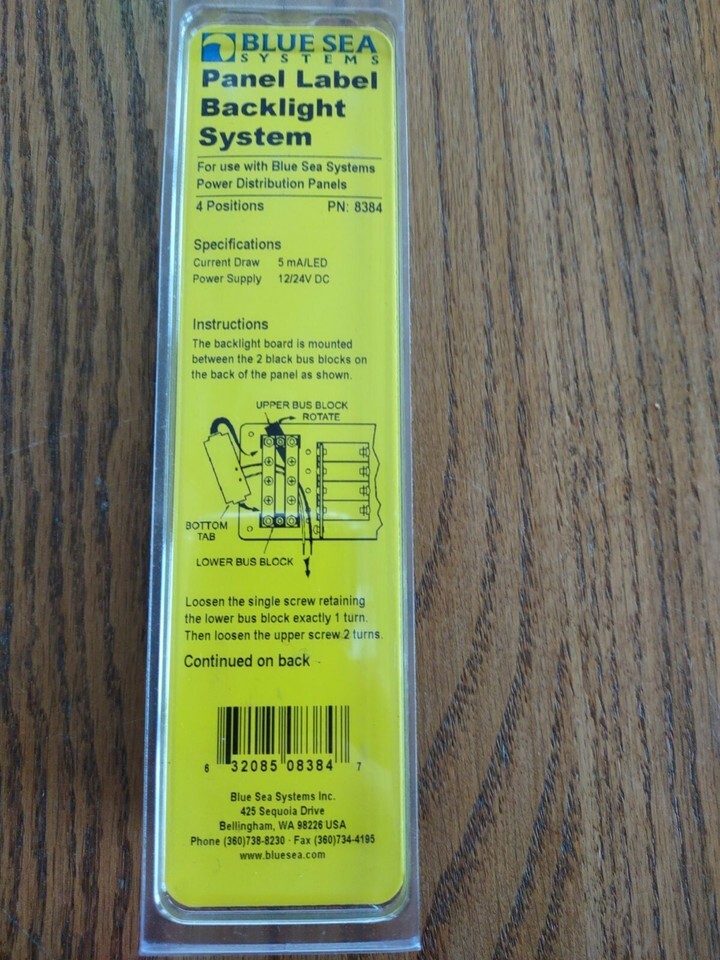 BLUE SEA
SYSTEMS
Panel Label
Backlight
System
For use with Blue Sea Systems
Power Distribution Panels
4 Positions PN: 8384
Specifications
Current Draw 5 mA/LED
Power Supply 12/24V DC
Instructions
The backlight board is mounted
between the 2 black bus blocks on
the back of the panel as shown.
UPPER BUS BLOCK
ROTATE
BOTTOM
TAB
LOWER BUS BLOCK
Loosen the single screw retaining
the lower bus block exactly 1 turn.
Then loosen the upper screw 2 turns.
Continued on back
6 32085 08384 7
Blue Sea Systems Inc.
425 Sequoia Drive
Bellingham, WA 98226 USA
Phone (360)738-8230 · Fax (360)734-4195
www.bluesea.com